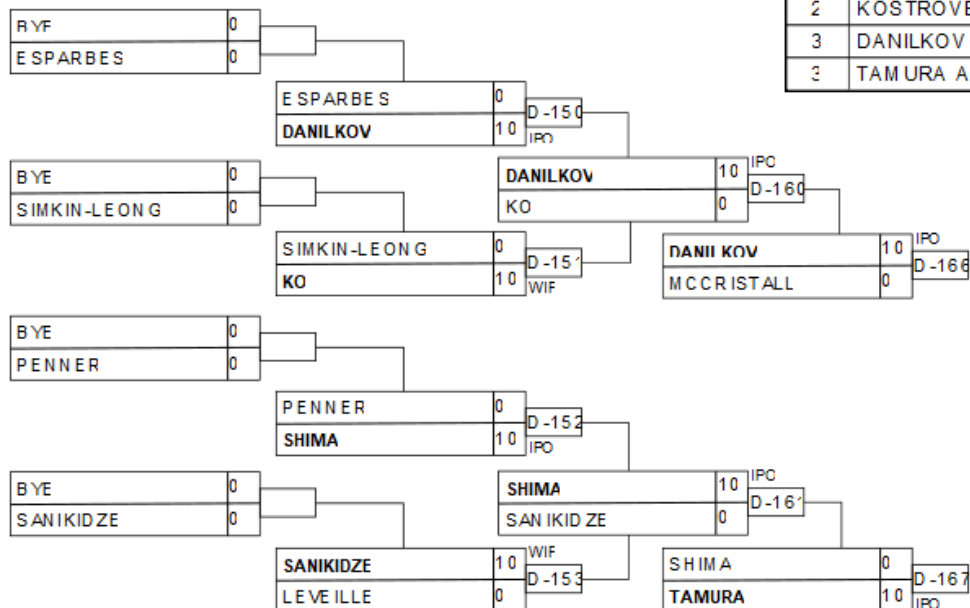 BYE 0
ESPARBES 0
2 KOSTROVE
3 DANILKOV
3 TAMURA A
ESPARBES 0
DANILKOV 10
D-150
IPO
BYE 0
SIMKIN-LEONG 0
DANILKOV 10
KO 0
IPO
D-160
SIMKIN-LEONG 0
KO 10
D-151
WIF
DANILKOV 10
MCCRISTALL 0
IPO
D-166
BYE 0
PENNER 0
PENNER 0
SHIMA 10
D-152
IPO
BYE 0
SANIKIDZE 0
SHIMA 10
SANIKIDZE 0
IPO
D-161
SANIKIDZE 10
LEVEILLE 0
WIF
D-153
SHIMA 0
TAMURA 10
D-167
IPO